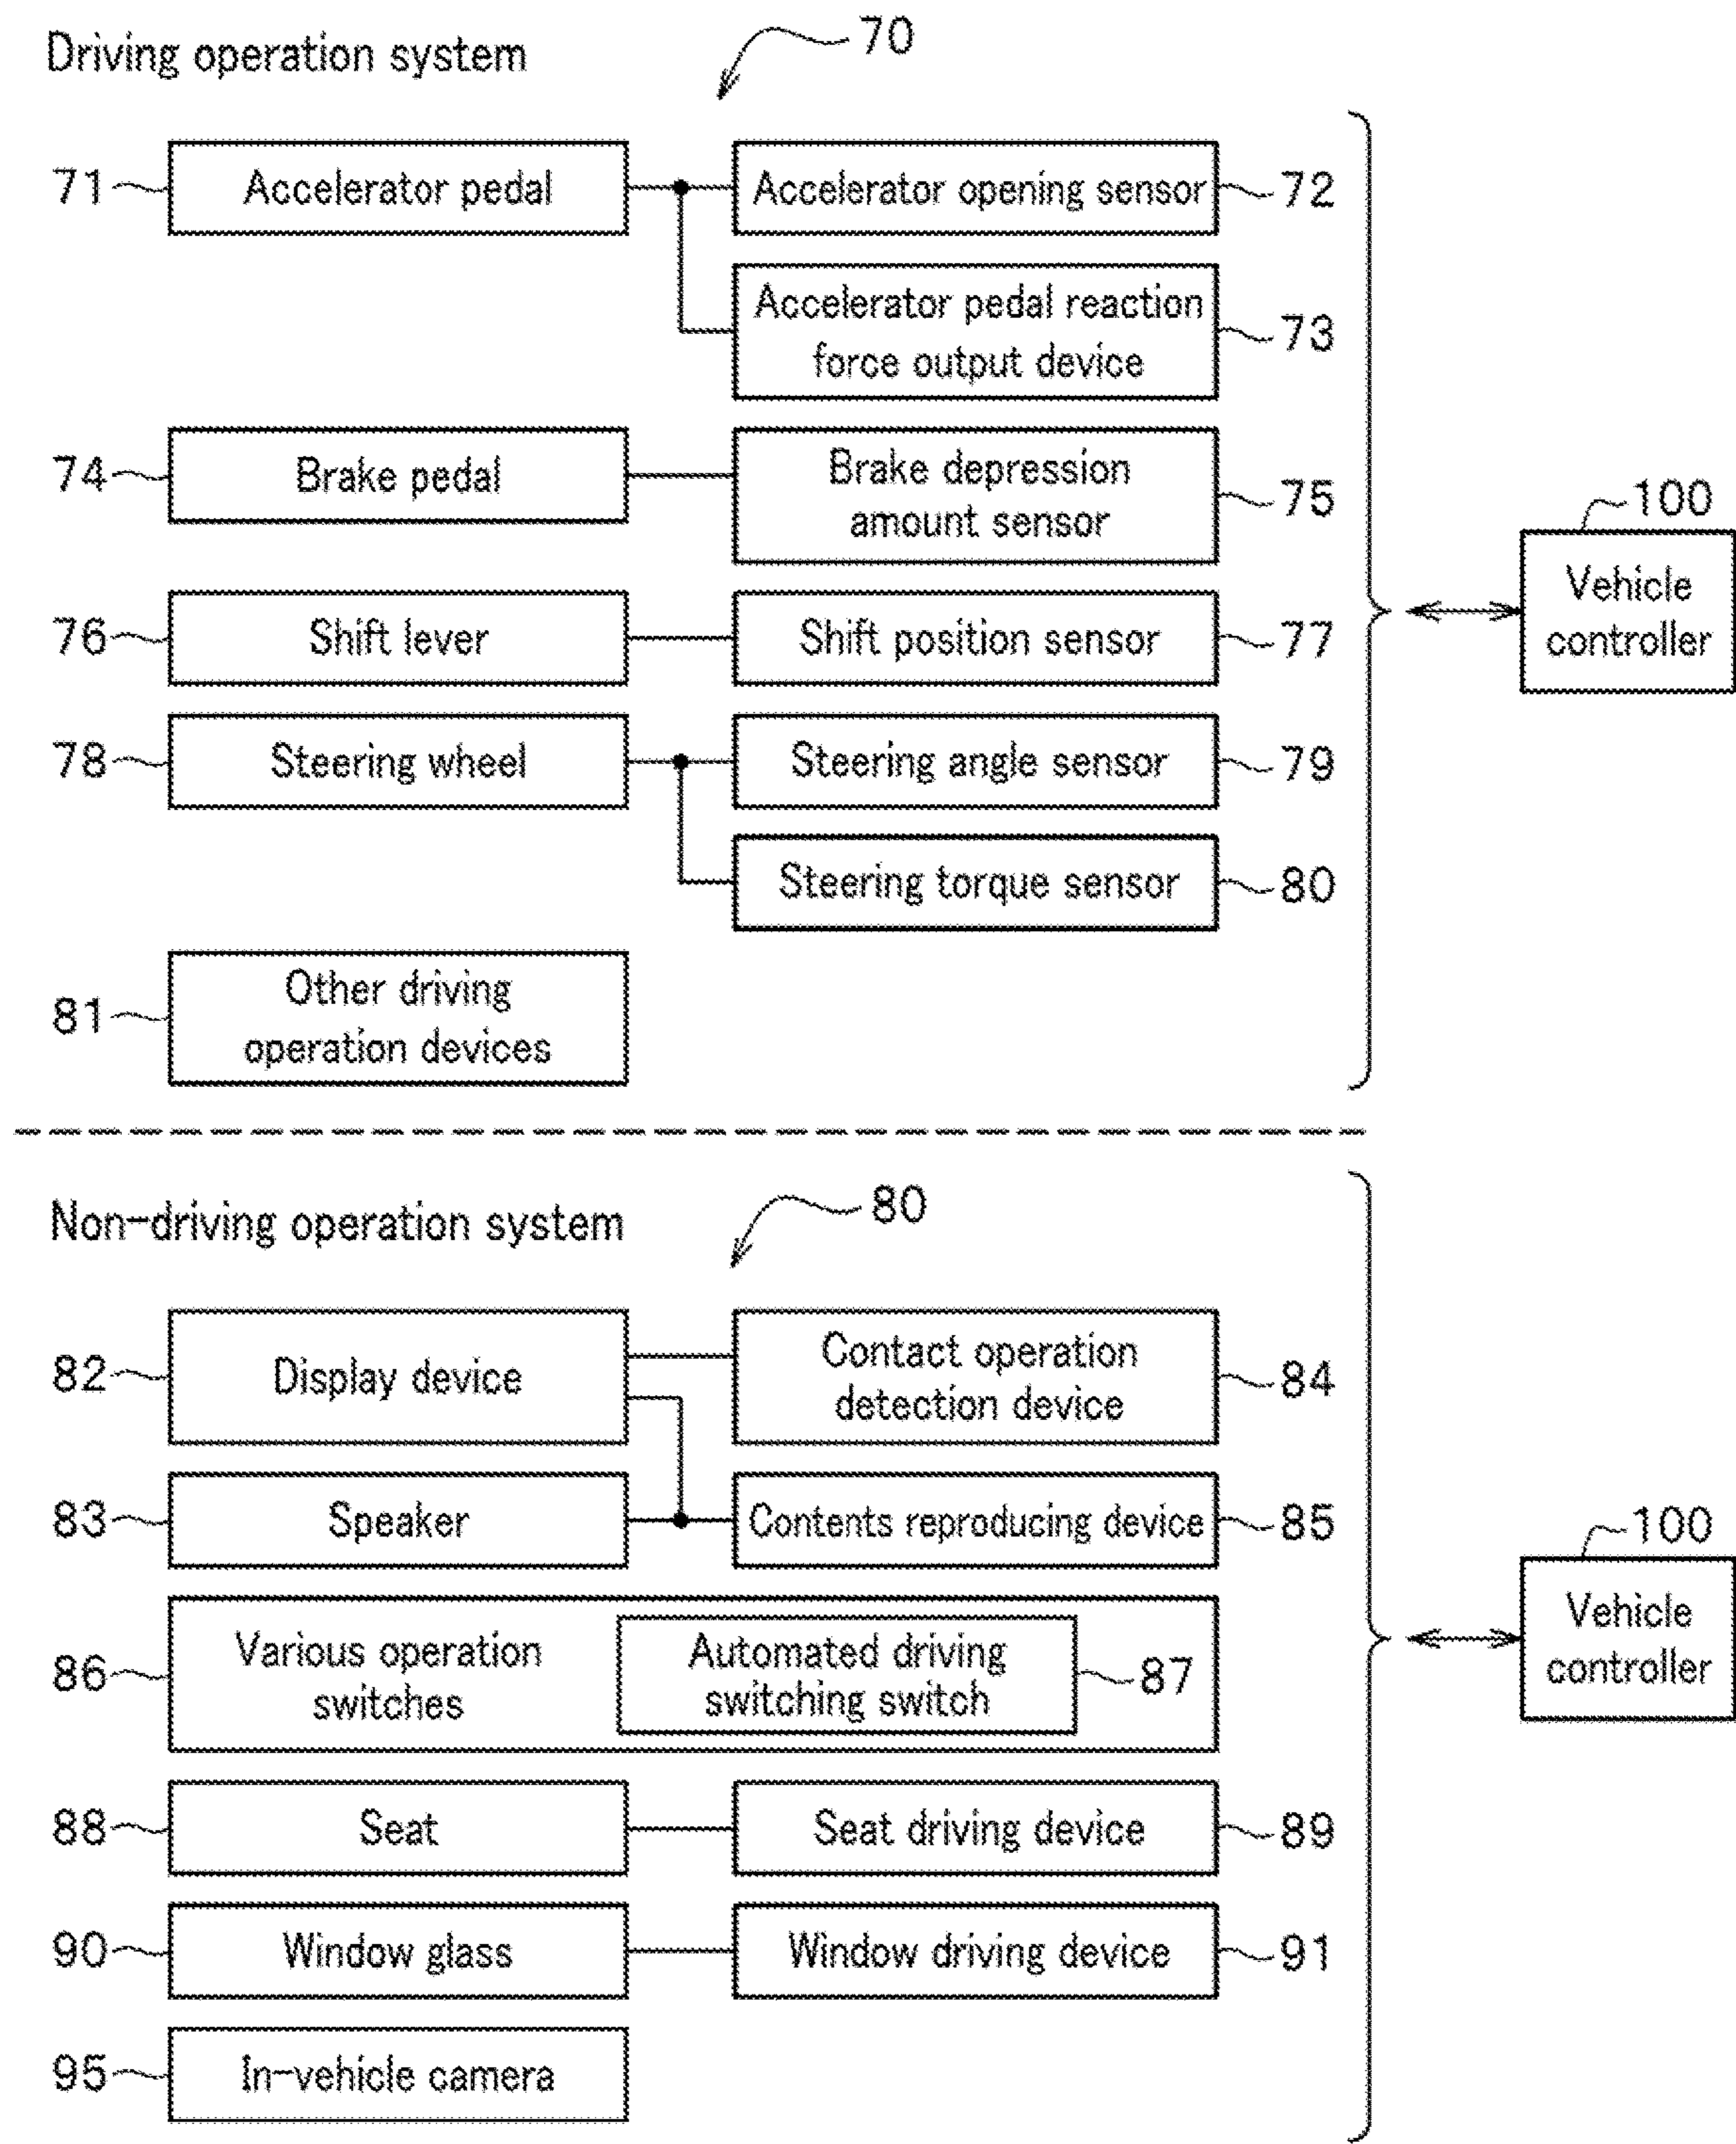 Driving operation system
70
71
Accelerator pedal
Accelerator opening sensor
72
Accelerator pedal reaction
force output device
73
74
Brake pedal
Brake depression
amount sensor
75
76
Shift lever
Shift position sensor
77
78
Steering wheel
Steering angle sensor
79
Steering torque sensor
80
81
Other driving
operation devices
100
Vehicle
controller
Non-driving operation system
80
82
Display device
Contact operation
detection device
84
83
Speaker
Contents reproducing device
85
86
Various operation
switches
Automated driving
switching switch
87
88
Seat
Seat driving device
89
90
Window glass
Window driving device
91
95
In-vehicle camera
100
Vehicle
controller